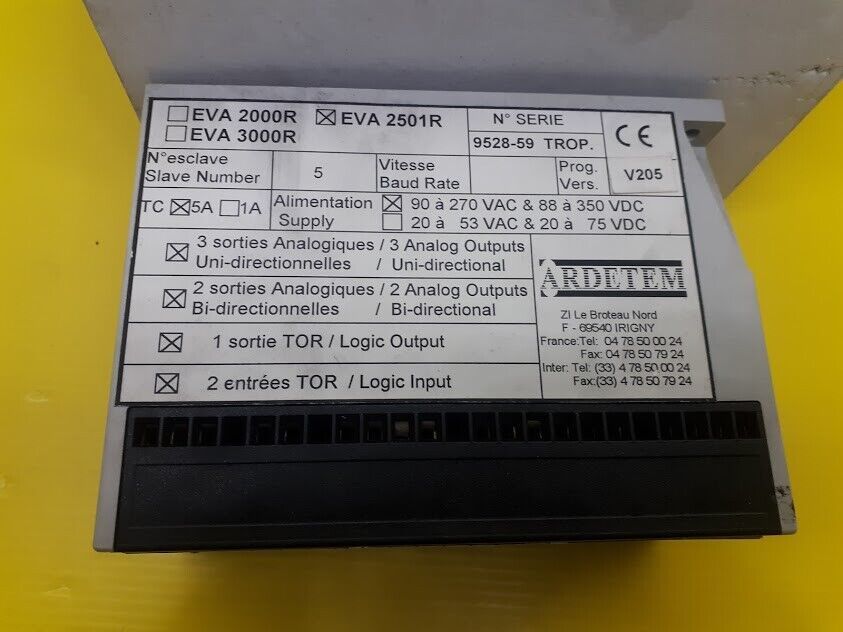 EVA 2000R EVA 2501R
EVA 3000R
N° SERIE
9528-59 TROP.
CE
N°esclave
Slave Number
5
Vitesse
Baud Rate
Prog.
Vers.
V205
TC 5A 1A
Alimentation
Supply
90 à 270 VAC & 88 à 350 VDC
20 à 53 VAC & 20 à 75 VDC
3 sorties Analogiques / 3 Analog Outputs
Uni-directionnelles / Uni-directional
2 sorties Analogiques / 2 Analog Outputs
Bi-directionnelles / Bi-directional
1 sortie TOR / Logic Output
2 entrées TOR / Logic Input
ARDETEM
ZI Le Broteau Nord
F - 69540 IRIGNY
France:Tel: 04 78 50 00 24
Fax: 04 78 50 79 24
Inter: Tel: (33) 4 78 50 00 24
Fax:(33) 4 78 50 79 24